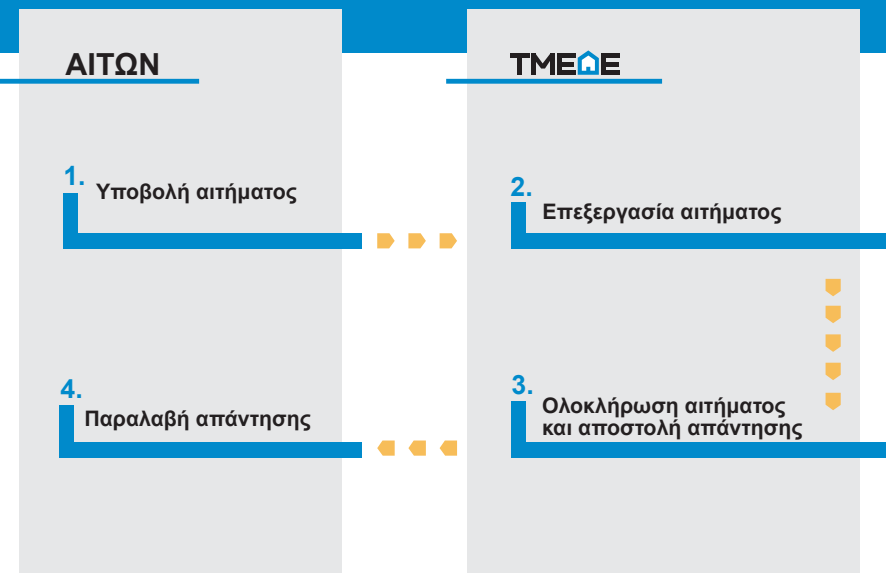 ΑΙΤΩΝ
ΤΜΕΔΕ
1.
Υποβολή αιτήματος
2.
Επεξεργασία αιτήματος
3.
Ολοκλήρωση αιτήματος
και αποστολή απάντησης
4.
Παραλαβή απάντησης